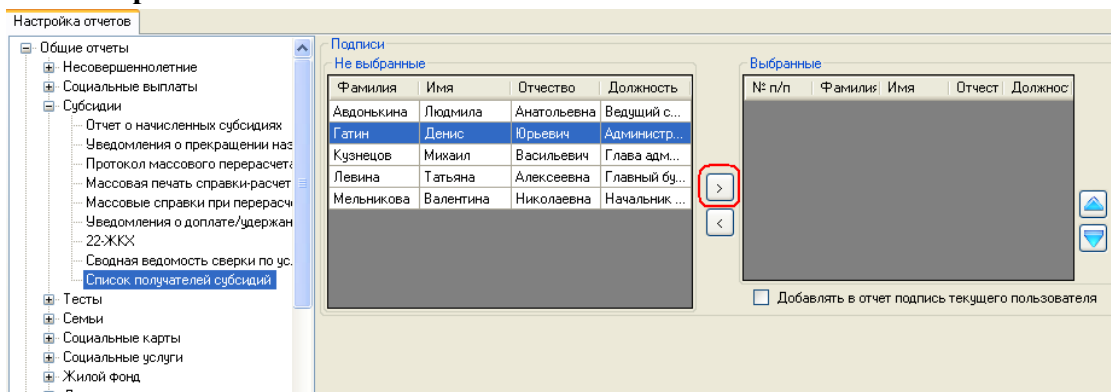 Настройка отчетов
Общие отчеты
Несовершеннолетние
Социальные выплаты
Субсидии
Отчет о начисленных субсидиях
Уведомления о прекращении наз
Протокол массового перерасчета
Массовая печать справки-расчет
Массовые справки при перерасч
Уведомления о доплате/удержан
22-ЖКХ
Сводная ведомость сверки по ус.
Список получателей субсидий
Тесты
Семьи
Социальные карты
Социальные услуги
Жилой фонд
Подписи
Не выбранные
Фамилия Имя Отчество Должность
Авдонькина Людмила Анатольевна Ведущий с...
Гатин Денис Юрьевич Администр...
Кузнецов Михаил Васильевич Глава адм...
Левина Татьяна Алексеевна Главный бу...
Мельникова Валентина Николаевна Начальник ...
>
<
Выбранные
№ п/п Фамилия Имя Отчест Должнос
Добавлять в отчет подпись текущего пользователя